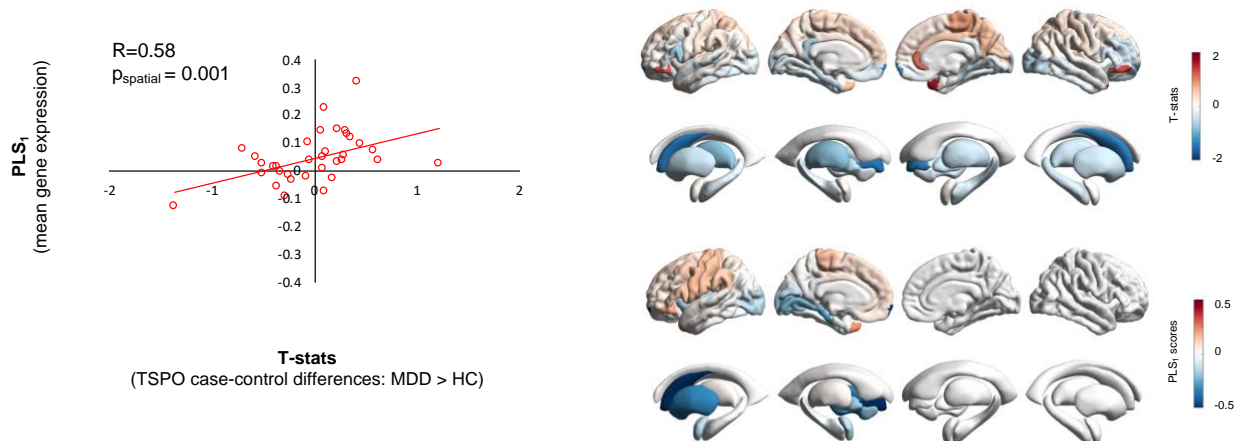 R=0.58
pspatial = 0.001
PLS1
(mean gene expression)
0.4
0.3
0.2
0.1
0
-0.1
-0.2
-0.3
-0.4
-2
-1
0
1
2
T-stats
(TSPO case-control differences: MDD > HC)
T-stats
2
0
-2
PLS1 scores
0.5
0
-0.5